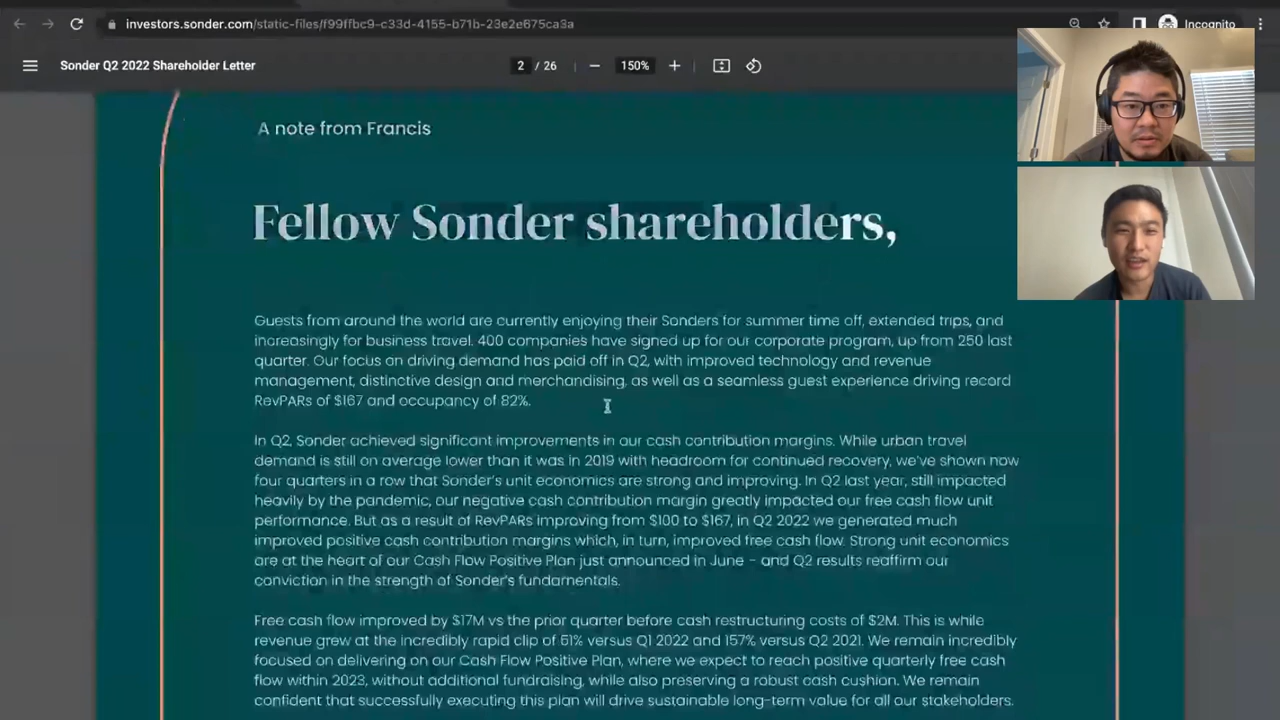 investors.sonder.com/static-files/f99ffbc9-c33d-4155-b71b-23e2e675ca3a
Incognito
Sonder Q2 2022 Shareholder Letter
2 / 26
150%
A note from Francis
Fellow Sonder shareholders,
Guests from around the world are currently enjoying their Sonders for summer time off, extended trips, and
increasingly for business travel. 400 companies have signed up for our corporate program, up from 250 last
quarter. Our focus on driving demand has paid off in Q2, with improved technology and revenue
management, distinctive design and merchandising, as well as a seamless guest experience driving record
RevPARs of $167 and occupancy of 82%.
In Q2, Sonder achieved significant improvements in our cash contribution margins. While urban travel
demand is still on average lower than it was in 2019 with headroom for continued recovery, we've shown now
four quarters in a row that Sonder's unit economics are strong and improving. In Q2 last year, still impacted
heavily by the pandemic, our negative cash contribution margin greatly impacted our free cash flow unit
performance. But as a result of RevPARs improving from $100 to $167, in Q2 2022 we generated much
improved positive cash contribution margins which, in turn, improved free cash flow. Strong unit economics
are at the heart of our Cash Flow Positive Plan just announced in June – and Q2 results reaffirm our
conviction in the strength of Sonder's fundamentals.
Free cash flow improved by $17M vs the prior quarter before cash restructuring costs of $2M. This is while
revenue grew at the incredibly rapid clip of 51% versus Q1 2022 and 157% versus Q2 2021. We remain incredibly
focused on delivering on our Cash Flow Positive Plan, where we expect to reach positive quarterly free cash
flow within 2023, without additional fundraising, while also preserving a robust cash cushion. We remain
confident that successfully executing this plan will drive sustainable long-term value for all our stakeholders.